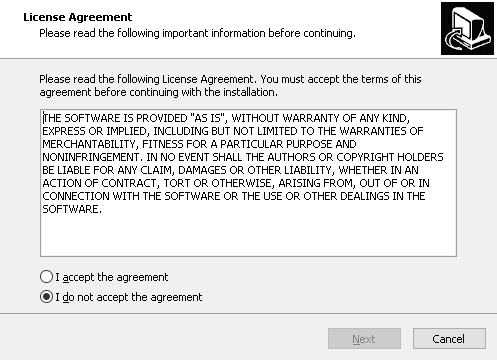 License Agreement
Please read the following important information before continuing.
Please read the following License Agreement. You must accept the terms of this
agreement before continuing with the installation.
THE SOFTWARE IS PROVIDED "AS IS", WITHOUT WARRANTY OF ANY KIND,
EXPRESS OR IMPLIED, INCLUDING BUT NOT LIMITED TO THE WARRANTIES OF
MERCHANTABILITY, FITNESS FOR A PARTICULAR PURPOSE AND
NONINFRINGEMENT. IN NO EVENT SHALL THE AUTHORS OR COPYRIGHT HOLDERS
BE LIABLE FOR ANY CLAIM, DAMAGES OR OTHER LIABILITY, WHETHER IN AN
ACTION OF CONTRACT, TORT OR OTHERWISE, ARISING FROM, OUT OF OR IN
CONNECTION WITH THE SOFTWARE OR THE USE OR OTHER DEALINGS IN THE
SOFTWARE.
I accept the agreement
I do not accept the agreement
Next Cancel